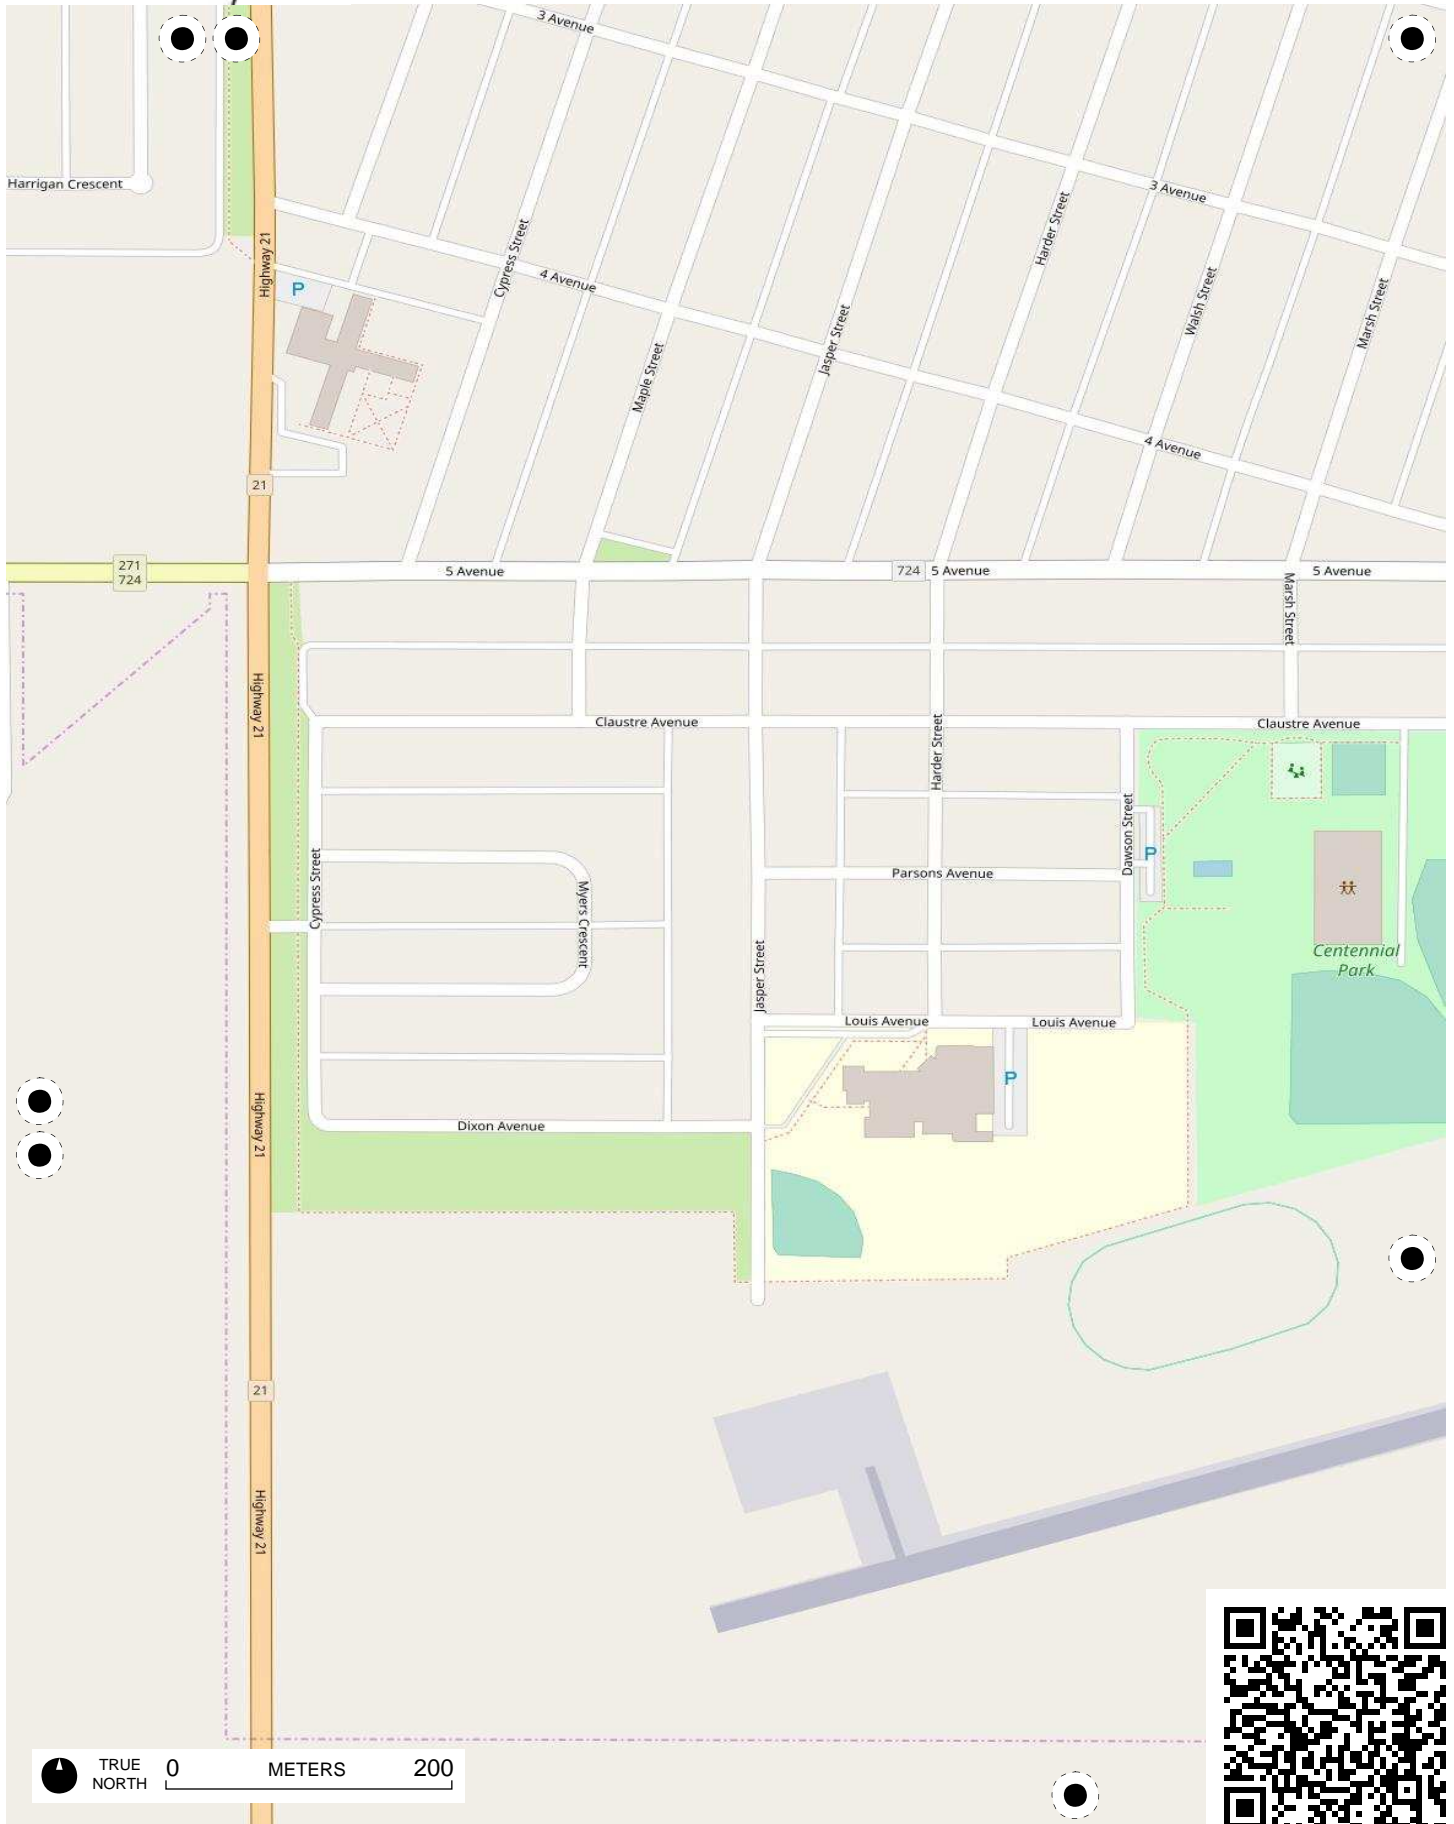 3 Avenue
Harrigan Crescent
3 Avenue
Highway 21
Cypress Street
Harder Street
4 Avenue
P
Walsh Street
Marsh Street
Jasper Street
Maple Street
4 Avenue
21
271
724
5 Avenue
724
5 Avenue
5 Avenue
Marsh Street
Highway 21
Claustre Avenue
Harder Street
Claustre Avenue
Dawson Street
P
Cypress Street
Parsons Avenue
Myers Crescent
Jasper Street
Centennial
Park
Louis Avenue
Louis Avenue
P
Highway 21
Dixon Avenue
21
Highway 21
TRUE
NORTH
0
METERS
200